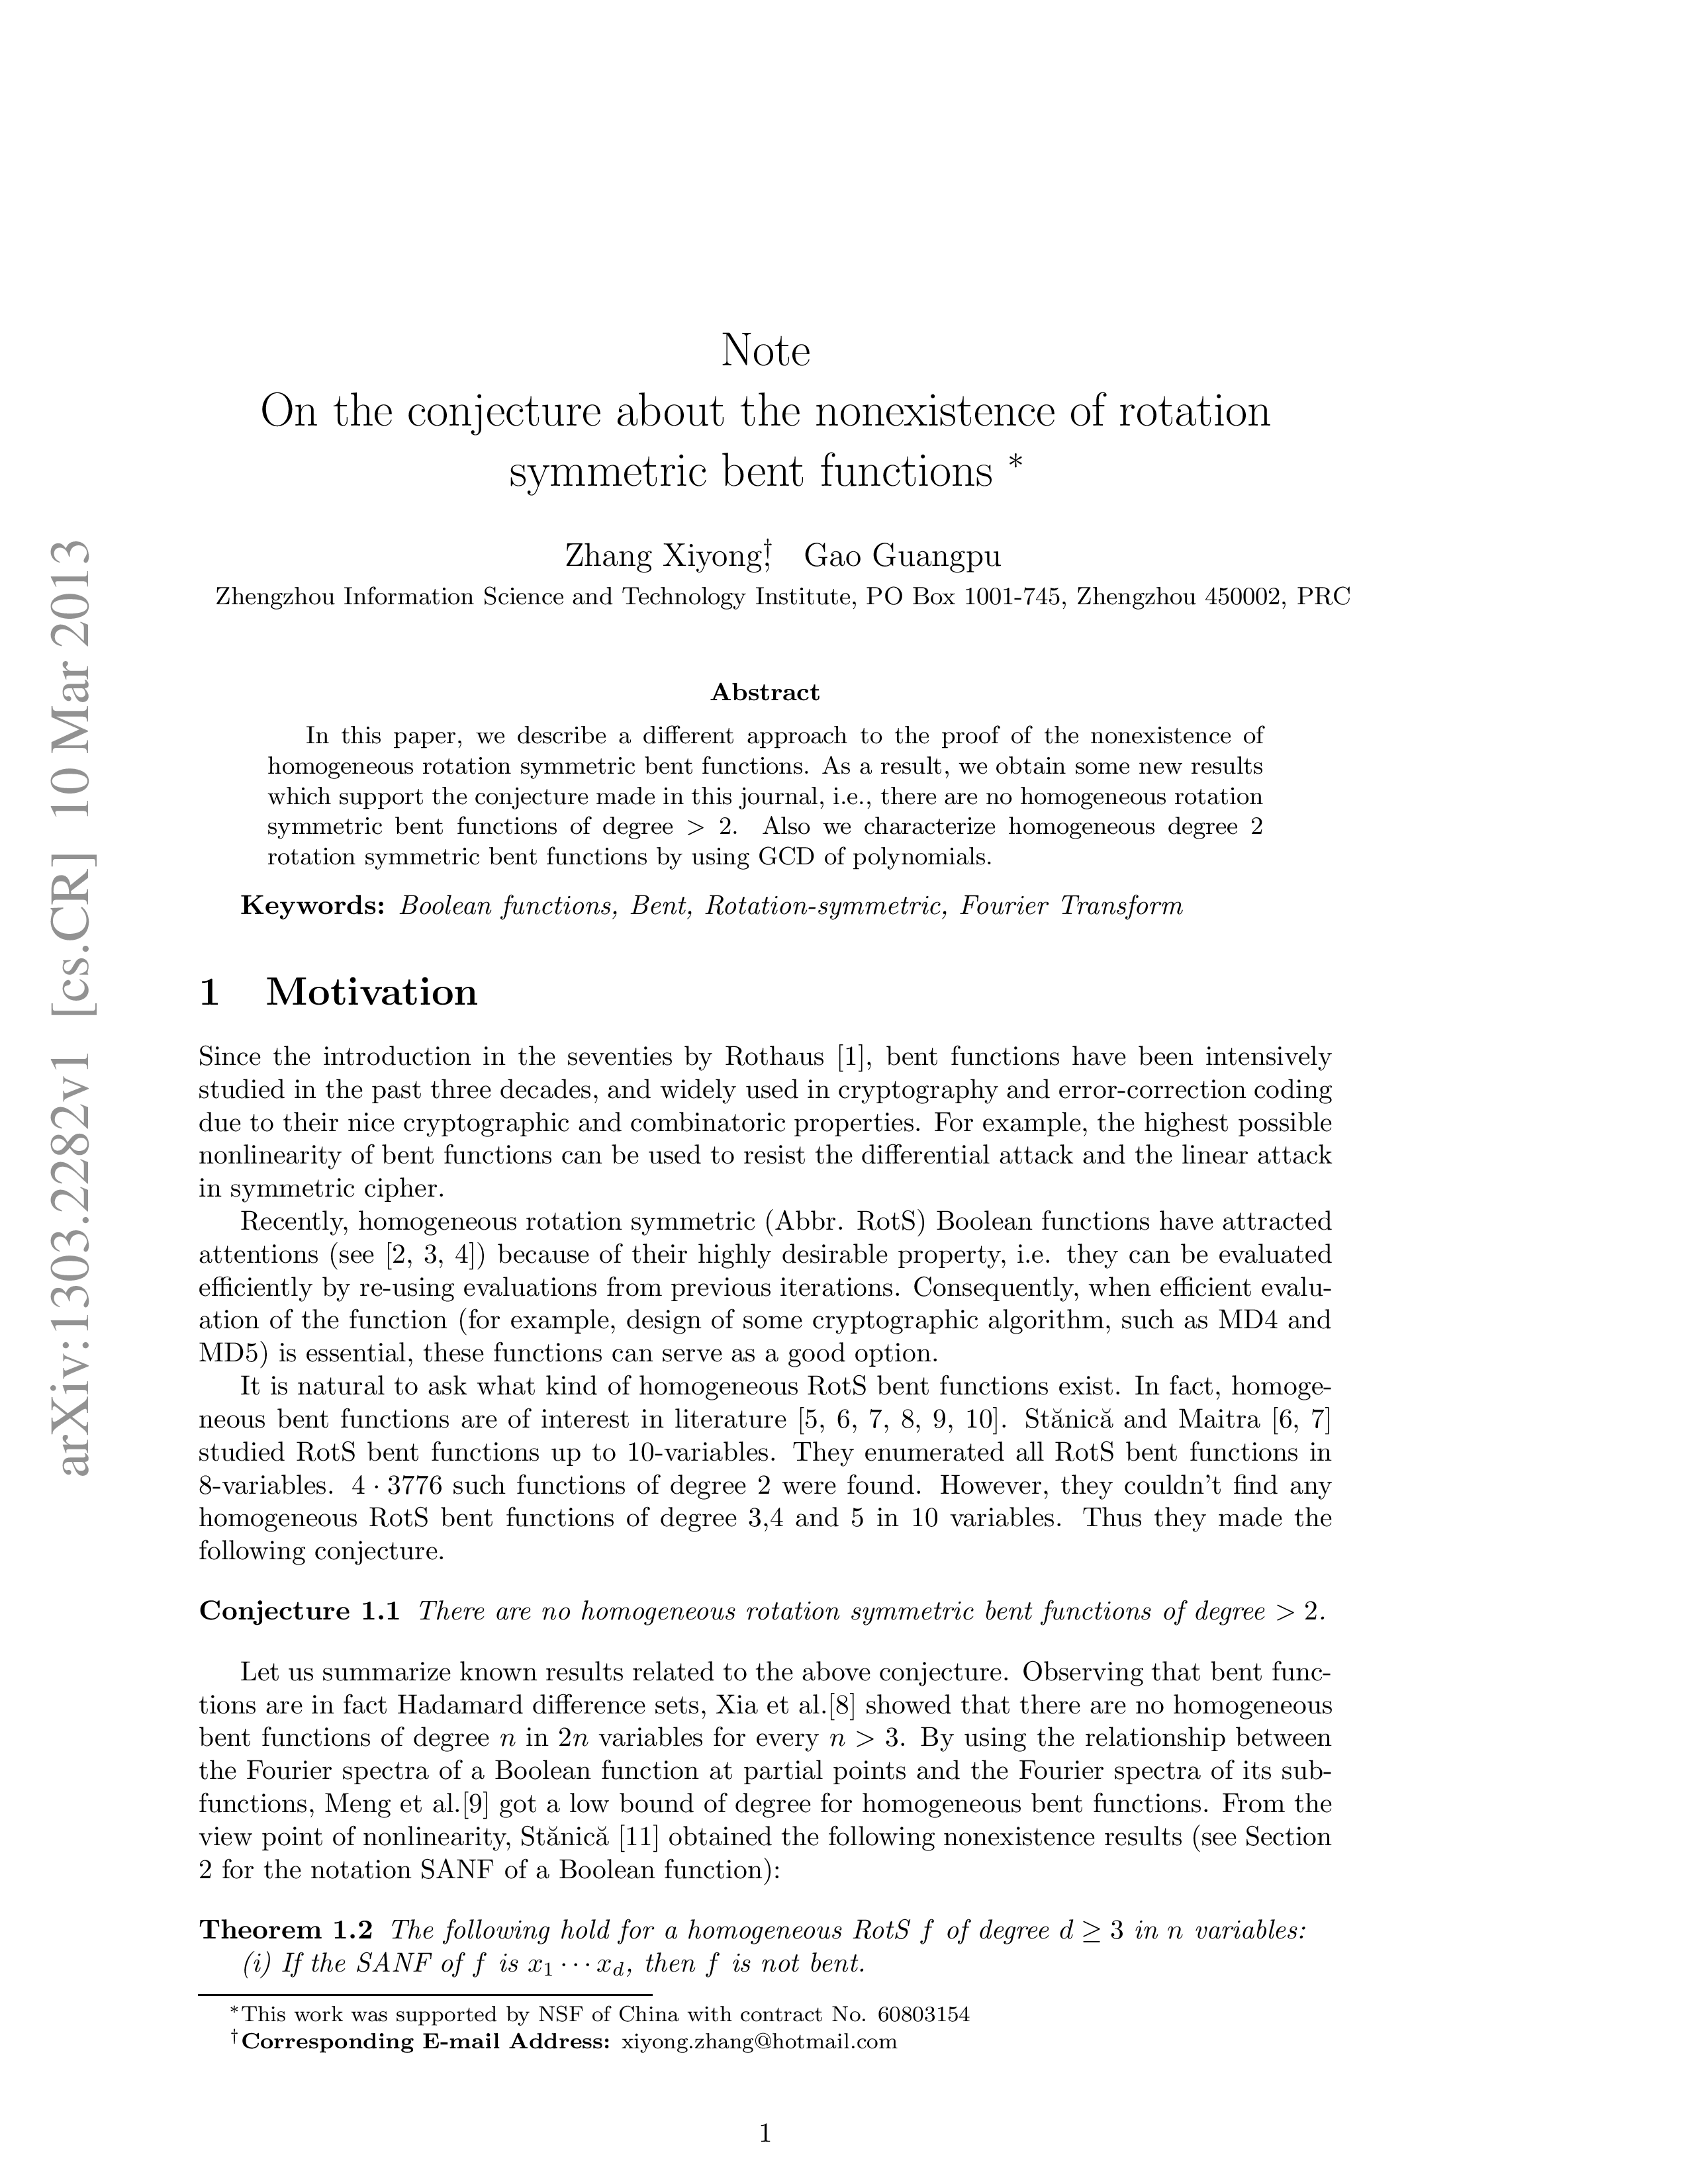 arXiv:1303.2282v1 [cs.CR] 10 Mar 2013
Note
On the conjecture about the nonexistence of rotation
symmetric bent functions *
Zhang Xiyong,† Gao Guangpu
Zhengzhou Information Science and Technology Institute, PO Box 1001-745, Zhengzhou 450002, PRC
Abstract
In this paper, we describe a different approach to the proof of the nonexistence of
homogeneous rotation symmetric bent functions. As a result, we obtain some new results
which support the conjecture made in this journal, i.e., there are no homogeneous rotation
symmetric bent functions of degree > 2. Also we characterize homogeneous degree 2
rotation symmetric bent functions by using GCD of polynomials.
Keywords: Boolean functions, Bent, Rotation-symmetric, Fourier Transform
1 Motivation
Since the introduction in the seventies by Rothaus [1], bent functions have been intensively
studied in the past three decades, and widely used in cryptography and error-correction coding
due to their nice cryptographic and combinatoric properties. For example, the highest possible
nonlinearity of bent functions can be used to resist the differential attack and the linear attack
in symmetric cipher.
Recently, homogeneous rotation symmetric (Abbr. RotS) Boolean functions have attracted
attentions (see [2, 3, 4]) because of their highly desirable property, i.e. they can be evaluated
efficiently by re-using evaluations from previous iterations. Consequently, when efficient evalu-
ation of the function (for example, design of some cryptographic algorithm, such as MD4 and
MD5) is essential, these functions can serve as a good option.
It is natural to ask what kind of homogeneous RotS bent functions exist. In fact, homoge-
neous bent functions are of interest in literature [5, 6, 7, 8, 9, 10]. Stănică and Maitra [6, 7]
studied RotS bent functions up to 10-variables. They enumerated all RotS bent functions in
8-variables. 4 · 3776 such functions of degree 2 were found. However, they couldn't find any
homogeneous RotS bent functions of degree 3,4 and 5 in 10 variables. Thus they made the
following conjecture.
Conjecture 1.1 There are no homogeneous rotation symmetric bent functions of degree > 2.
Let us summarize known results related to the above conjecture. Observing that bent func-
tions are in fact Hadamard difference sets, Xia et al.[8] showed that there are no homogeneous
bent functions of degree n in 2n variables for every n > 3. By using the relationship between
the Fourier spectra of a Boolean function at partial points and the Fourier spectra of its sub-
functions, Meng et al.[9] got a low bound of degree for homogeneous bent functions. From the
view point of nonlinearity, Stănică [11] obtained the following nonexistence results (see Section
2 for the notation SANF of a Boolean function):
Theorem 1.2 The following hold for a homogeneous RotS f of degree d ≥ 3 in n variables:
(i) If the SANF of f is x₁ ··· x_d, then f is not bent.
*This work was supported by NSF of China with contract No. 60803154
†Corresponding E-mail Address: xiyong.zhang@hotmail.com
1